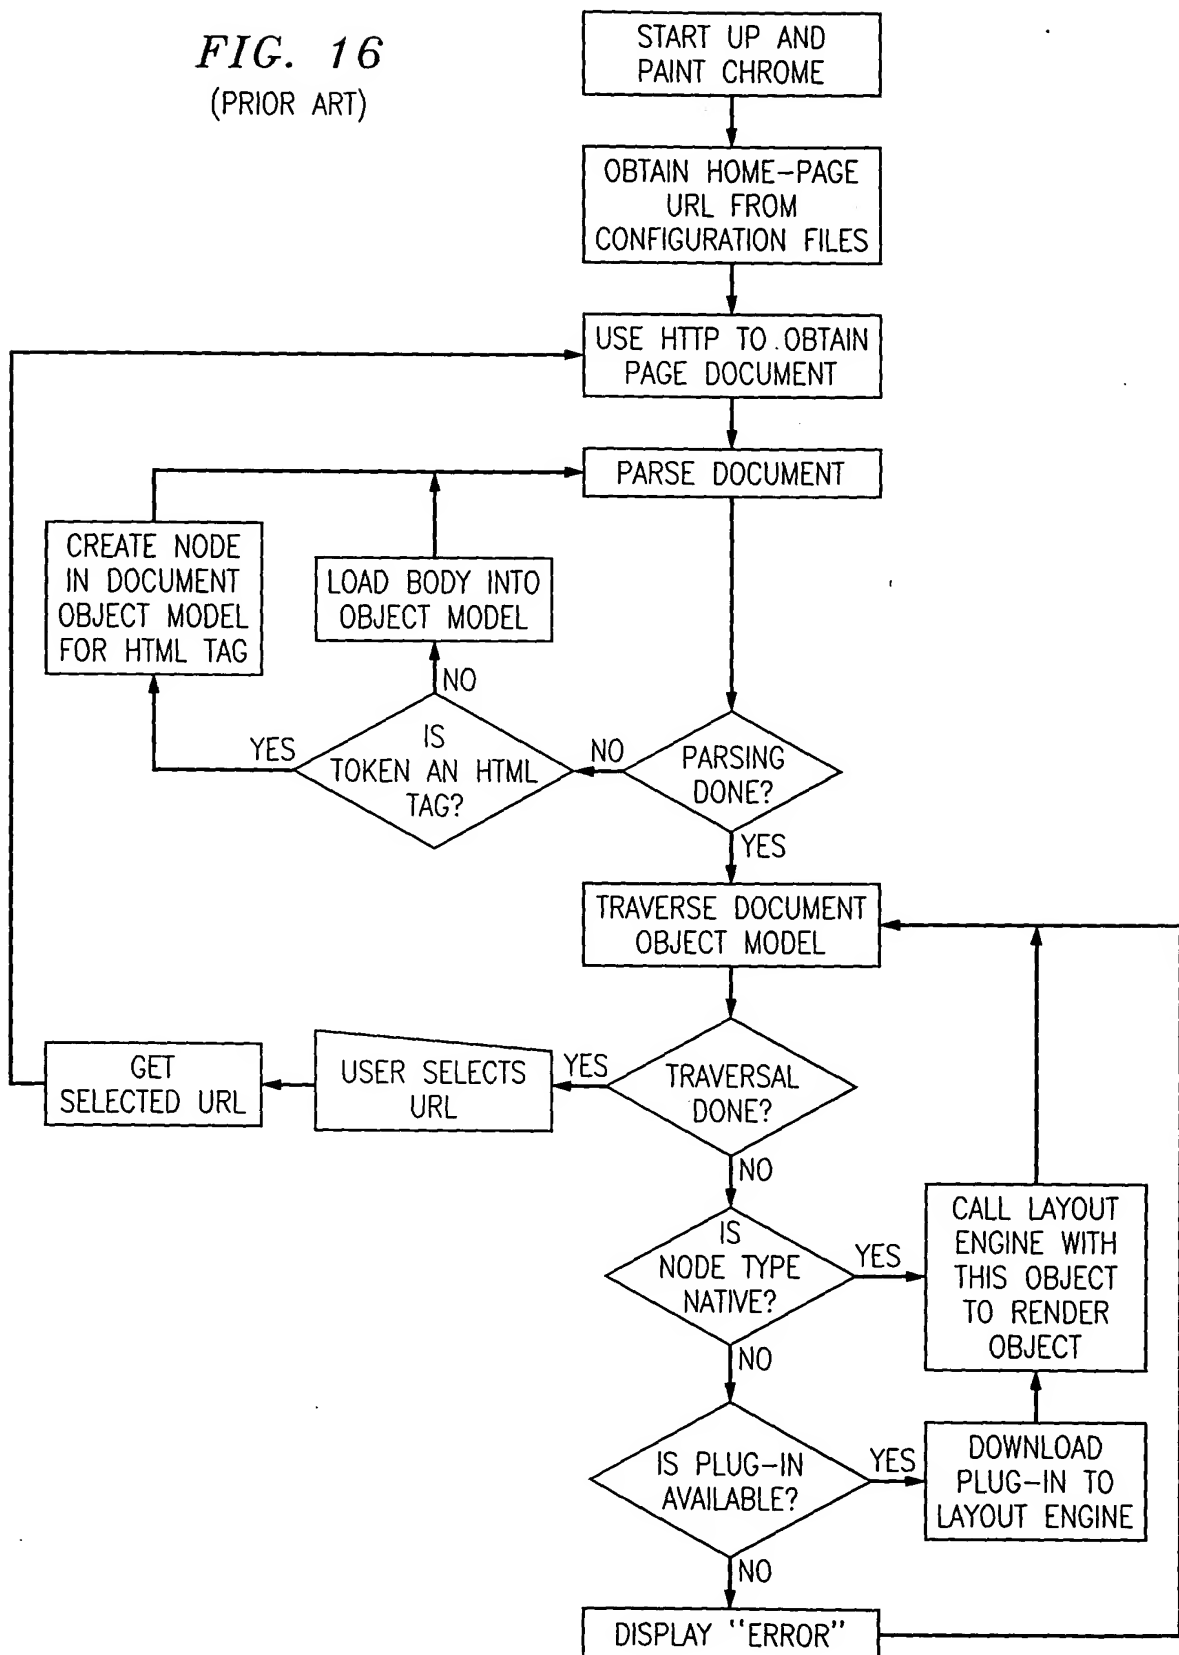 FIG. 16
(PRIOR ART)
START UP AND
PAINT CHROME
OBTAIN HOME-PAGE
URL FROM
CONFIGURATION FILES
USE HTTP TO OBTAIN
PAGE DOCUMENT
PARSE DOCUMENT
CREATE NODE
IN DOCUMENT
OBJECT MODEL
FOR HTML TAG
LOAD BODY INTO
OBJECT MODEL
NO
YES
IS
TOKEN AN HTML
TAG?
NO
PARSING
DONE?
YES
TRAVERSE DOCUMENT
OBJECT MODEL
GET
SELECTED URL
USER SELECTS
URL
YES
TRAVERSAL
DONE?
NO
IS
NODE TYPE
NATIVE?
YES
CALL LAYOUT
ENGINE WITH
THIS OBJECT
TO RENDER
OBJECT
NO
IS PLUG-IN
AVAILABLE?
YES
DOWNLOAD
PLUG-IN TO
LAYOUT ENGINE
NO
DISPLAY "ERROR"